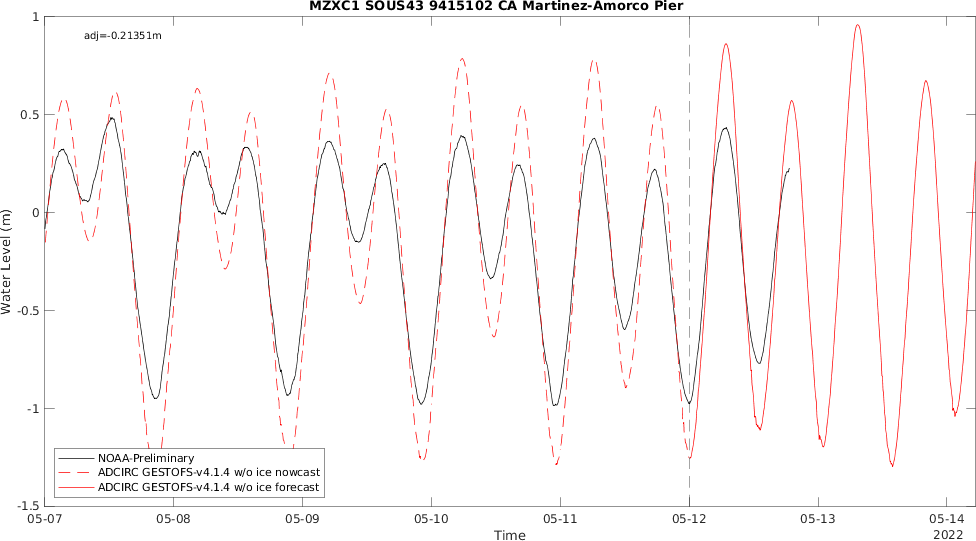 MZXC1 SOUS43 9415102 CA Martinez-Amorco Pier
adj=-0.21351m
1
0.5
0
-0.5
-1
-1.5
Water Level (m)
NOAA-Preliminary
ADCIRC GESTOFS-v4.1.4 w/o ice nowcast
ADCIRC GESTOFS-v4.1.4 w/o ice forecast
05-07 05-08 05-09 05-10 05-11 05-12 05-13 05-14
Time
2022